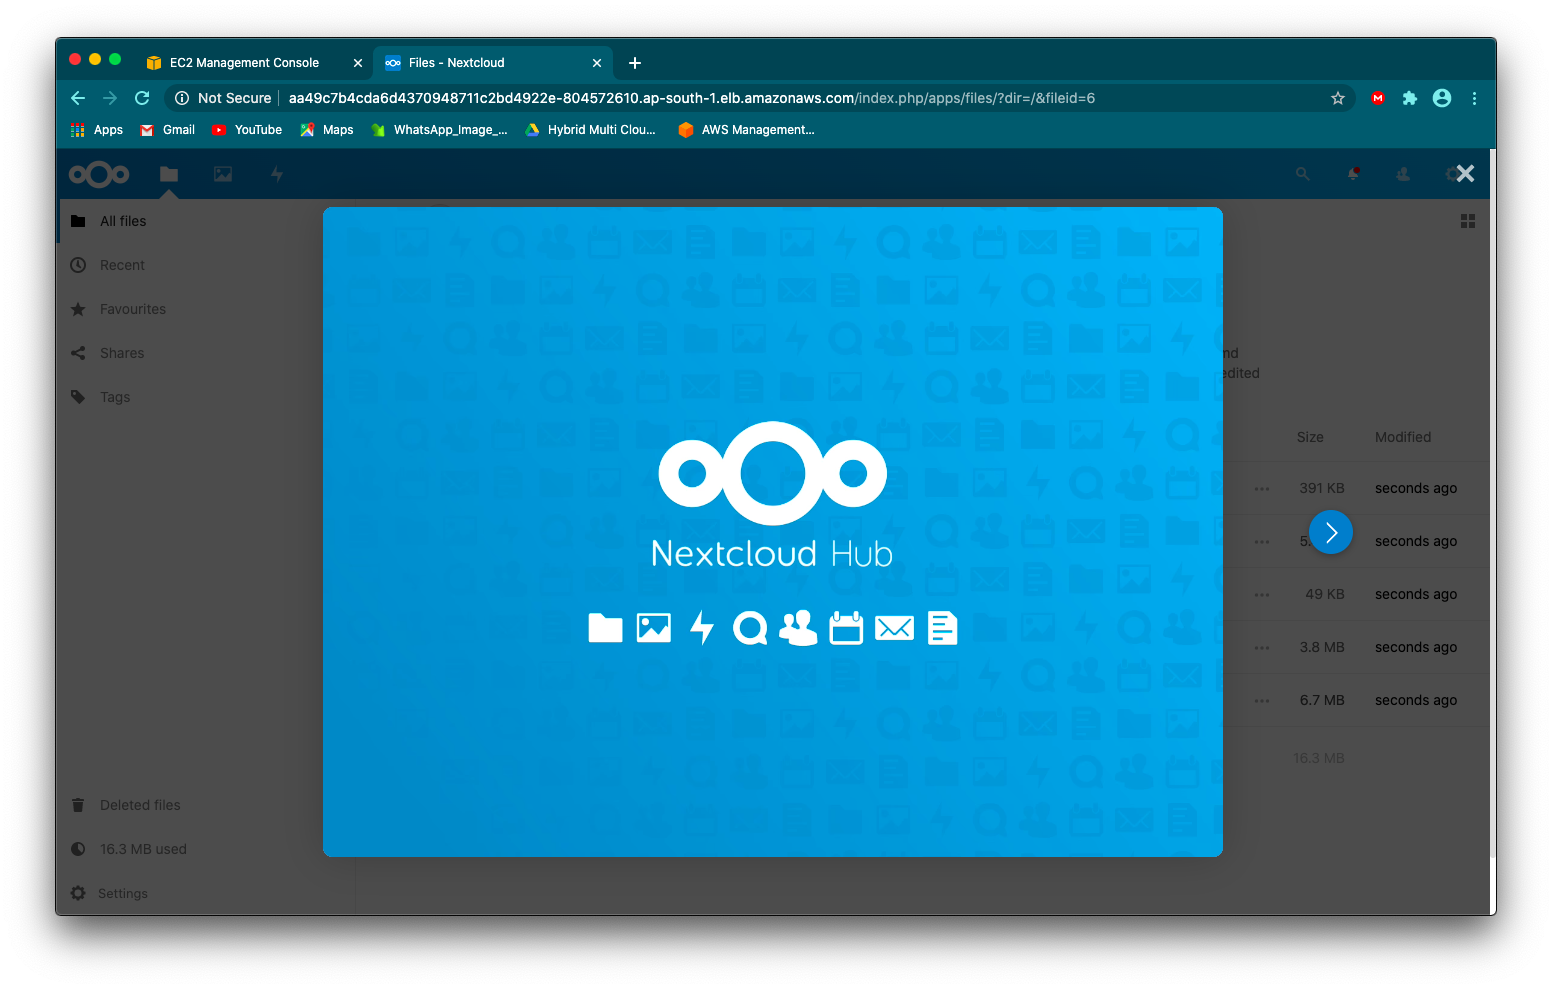 EC2 Management Console
Files - Nextcloud
Not Secure aa49c7b4cda6d4370948711c2bd4922e-804572610.ap-south-1.elb.amazonaws.com/index.php/apps/files/?dir=/&fileid=6
Apps Gmail YouTube Maps WhatsApp_Image_... Hybrid Multi Clou... AWS Management...
All files
Recent
Favourites
Shares
Tags
edited
Size Modified
391 KB seconds ago
seconds ago
49 KB seconds ago
3.8 MB seconds ago
6.7 MB seconds ago
16.3 MB
Nextcloud Hub
Deleted files
16.3 MB used
Settings